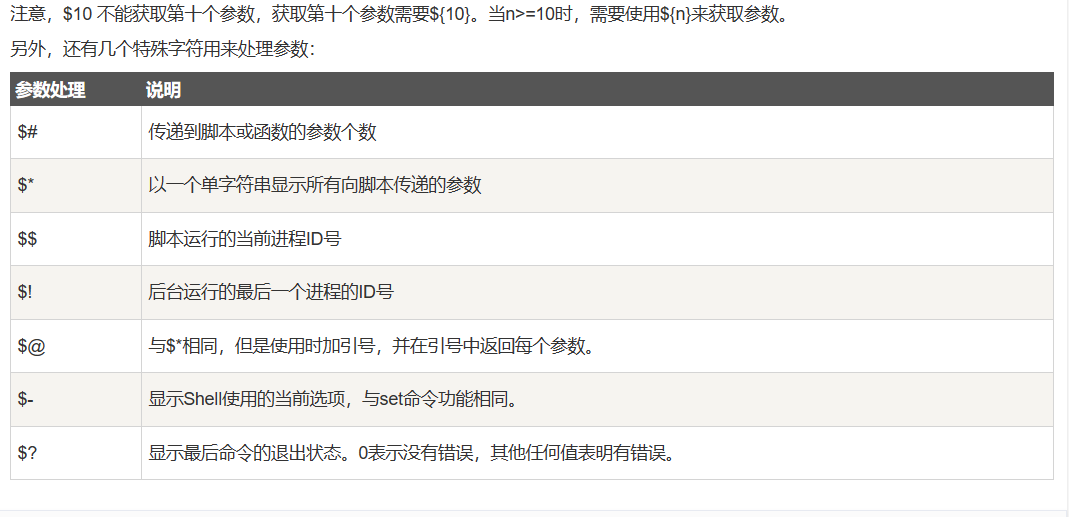 注意，$10 不能获取第十个参数，获取第十个参数需要${10}。当n>=10时，需要使用${n}来获取参数。
另外，还有几个特殊字符用来处理参数：
参数处理 说明
$# 传递到脚本或函数的参数个数
$* 以一个单字符串显示所有向脚本传递的参数
$$ 脚本运行的当前进程ID号
$! 后台运行的最后一个进程的ID号
$@ 与$*相同，但是使用时加引号，并在引号中返回每个参数。
$- 显示Shell使用的当前选项，与set命令功能相同。
$? 显示最后命令的退出状态。0表示没有错误，其他任何值表明有错误。